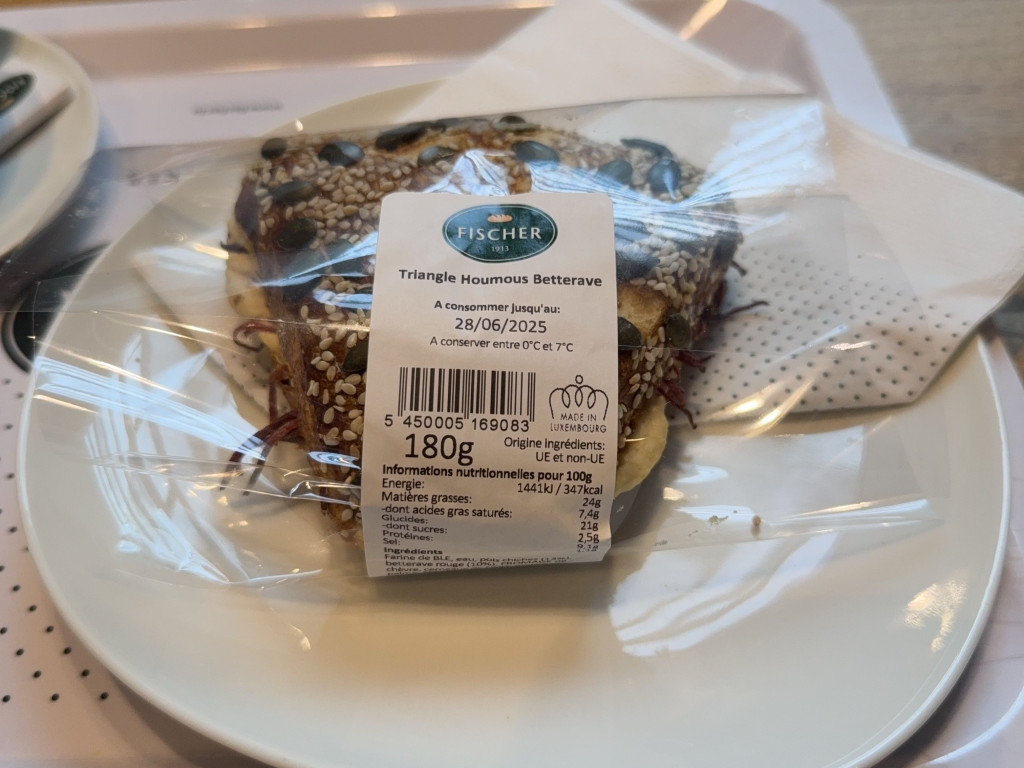 FISCHER
1913
Triangle Houmous Betterave
A consommer jusqu'au:
28/06/2025
A conserver entre 0°C et 7°C
5 450005 169083
MADE IN
LUXEMBOURG
180g
Origine Ingrédients:
UE et non-UE
Informations nutritionnelles pour 100g
Energie: 1441kJ / 347kcal
Matières grasses: 24g
-dont acides gras saturés: 7,4g
Glucides: 21g
-dont sucres: 2,5g
Protéines: 9,1g
Sel:
Ingrédients
Farine de BLE, eau, pois chiches
betterave rouge (10%),
chèvre,